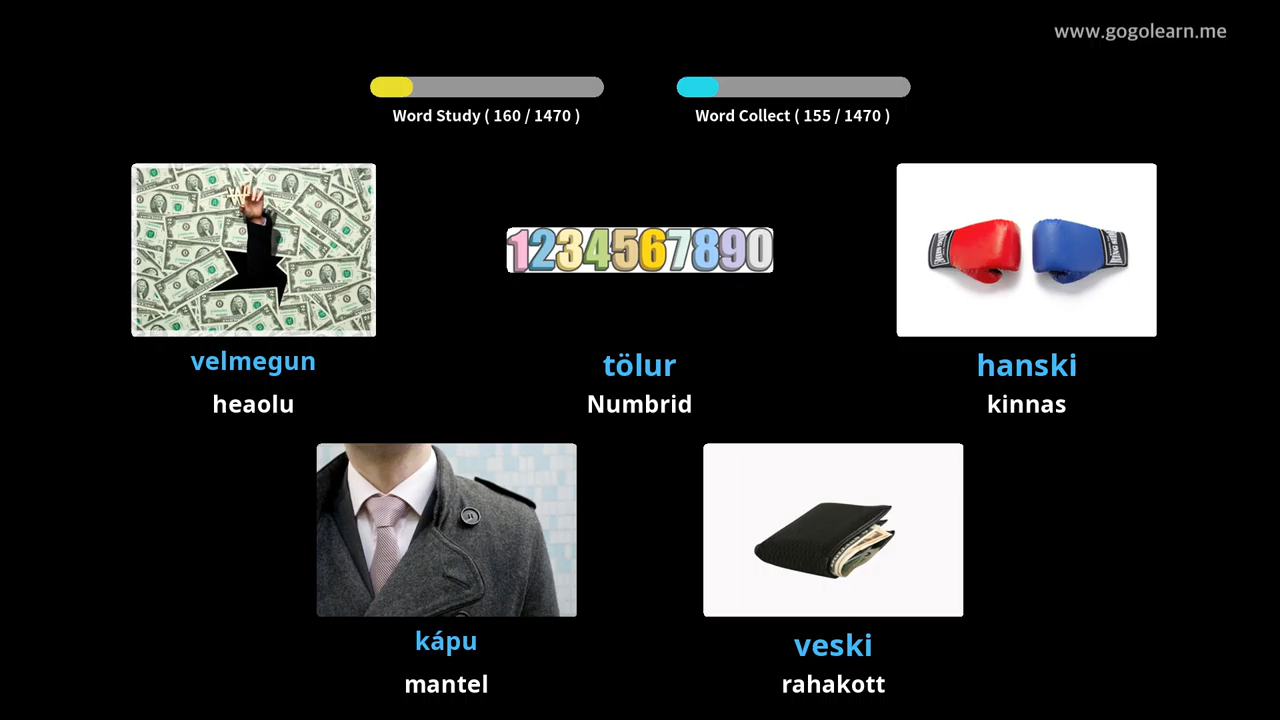 www.gogolearn.me
Word Study ( 160 / 1470 )
Word Collect ( 155 / 1470 )
1234567890
velmegun
heaolu
tölur
Numbrid
hanski
kinnas
kápu
mantel
veski
rahakott